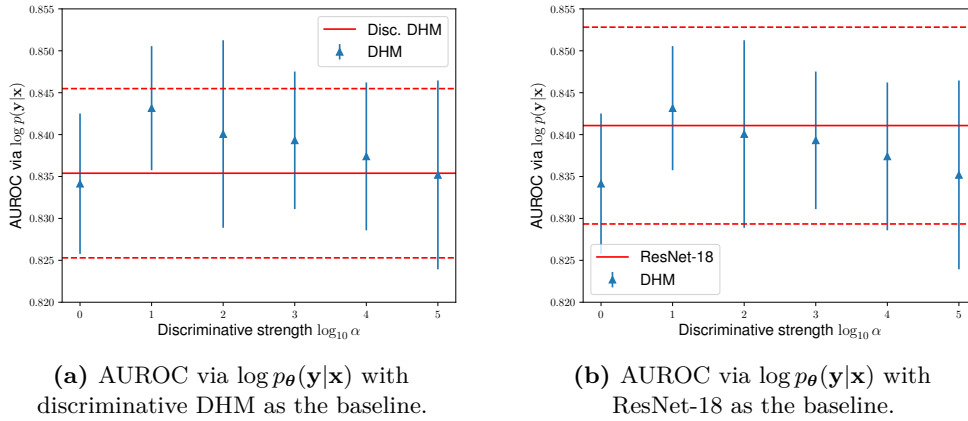 0.855
0.850
0.845
0.840
0.835
0.830
0.825
0.820
AUROC via log p(y|x)
Disc. DHM
DHM
0 1 2 3 4 5
Discriminative strength log₁₀ α
(a) AUROC via log p_θ(y|x) with
discriminative DHM as the baseline.
0.855
0.850
0.845
0.840
0.835
0.830
0.825
0.820
AUROC via log p(y|x)
ResNet-18
DHM
0 1 2 3 4 5
Discriminative strength log₁₀ α
(b) AUROC via log p_θ(y|x) with
ResNet-18 as the baseline.